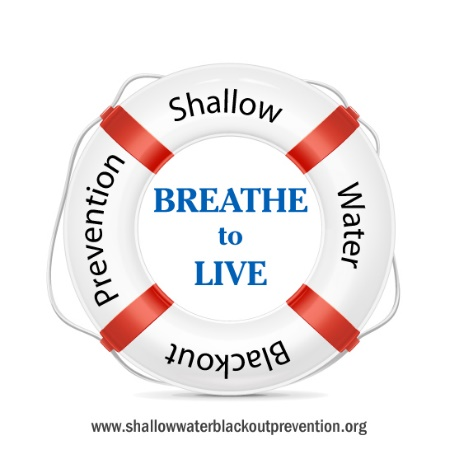 Shallow
Water
Blackout
Prevention
BREATHE
to
LIVE
www.shallowwaterblackoutprevention.org